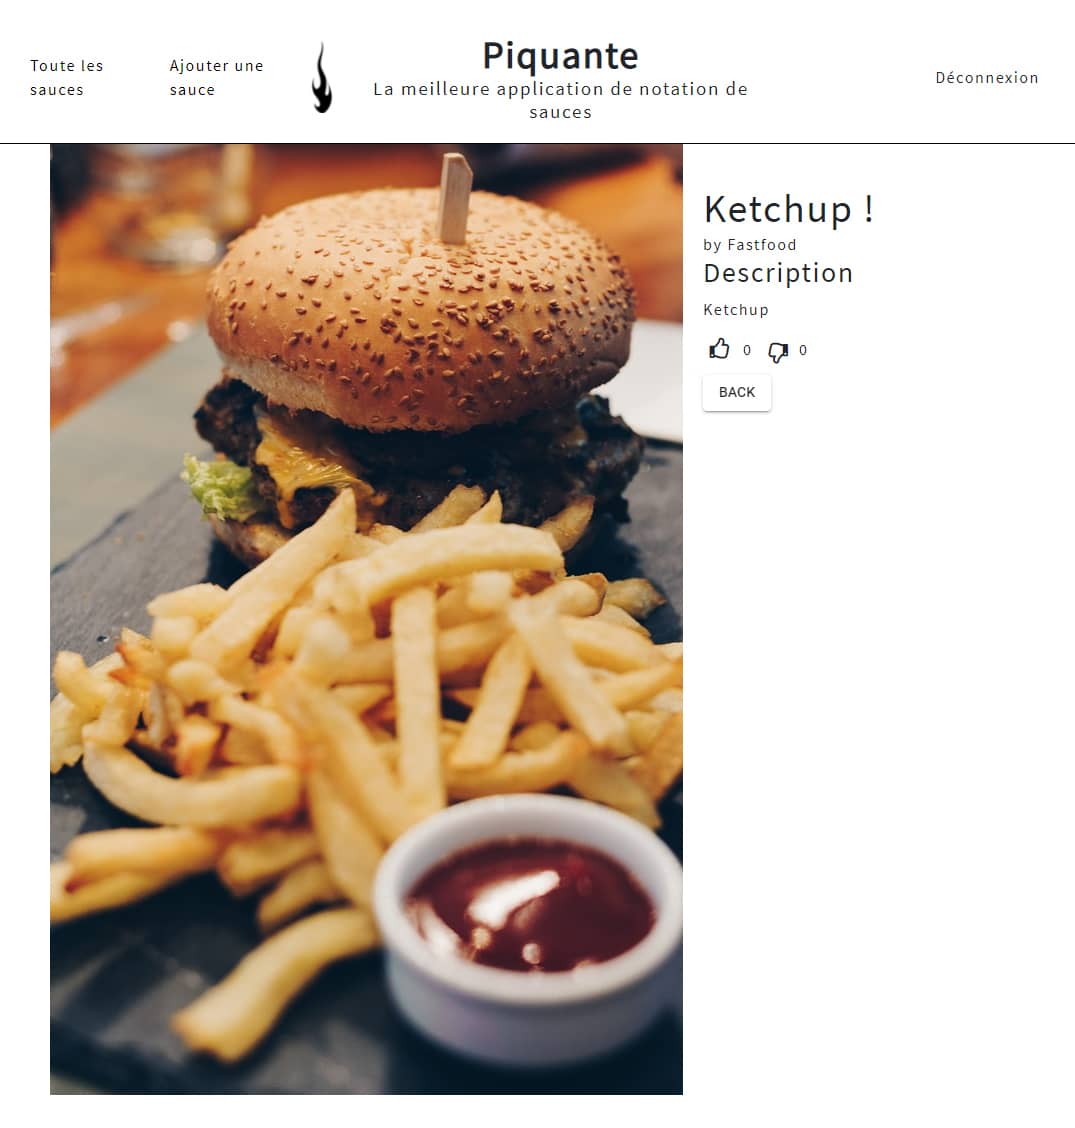 Toute les
sauces
Ajouter une
sauce
Piquante
La meilleure application de notation de
sauces
Déconnexion
Ketchup !
by Fastfood
Description
Ketchup
0 0
BACK